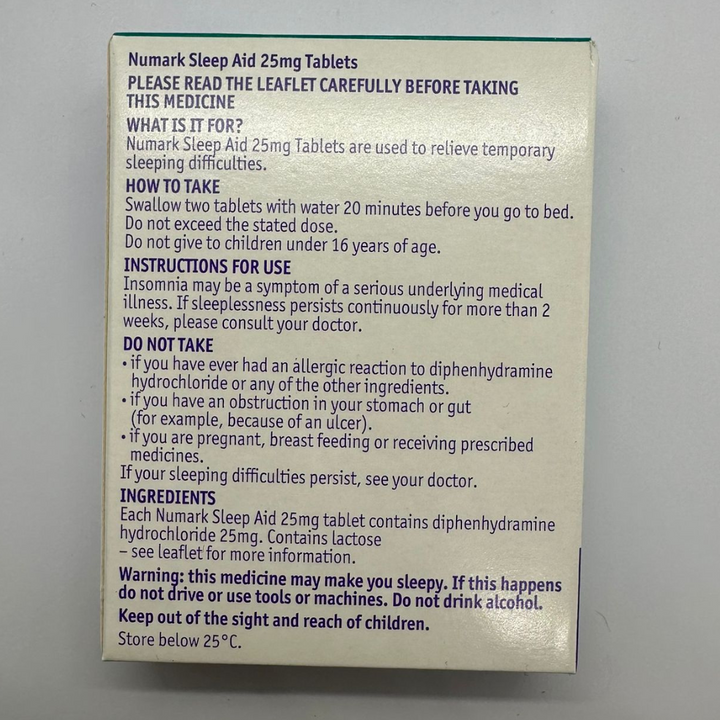 Numark Sleep Aid 25mg Tablets
PLEASE READ THE LEAFLET CAREFULLY BEFORE TAKING
THIS MEDICINE
WHAT IS IT FOR?
Numark Sleep Aid 25mg Tablets are used to relieve temporary
sleeping difficulties.
HOW TO TAKE
Swallow two tablets with water 20 minutes before you go to bed.
Do not exceed the stated dose.
Do not give to children under 16 years of age.
INSTRUCTIONS FOR USE
Insomnia may be a symptom of a serious underlying medical
illness. If sleeplessness persists continuously for more than 2
weeks, please consult your doctor.
DO NOT TAKE
• if you have ever had an allergic reaction to diphenhydramine
hydrochloride or any of the other ingredients.
• if you have an obstruction in your stomach or gut
(for example, because of an ulcer).
• if you are pregnant, breast feeding or receiving prescribed
medicines.
If your sleeping difficulties persist, see your doctor.
INGREDIENTS
Each Numark Sleep Aid 25mg tablet contains diphenhydramine
hydrochloride 25mg. Contains lactose
– see leaflet for more information.
Warning: this medicine may make you sleepy. If this happens
do not drive or use tools or machines. Do not drink alcohol.
Keep out of the sight and reach of children.
Store below 25°C.